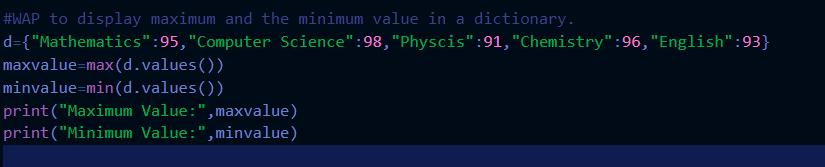 #WAP to display maximum and the minimum value in a dictionary.
d={"Mathematics":95,"Computer Science":98,"Physcis":91,"Chemistry":96,"English":93}
maxvalue=max(d.values())
minvalue=min(d.values())
print("Maximum Value:",maxvalue)
print("Minimum Value:",minvalue)